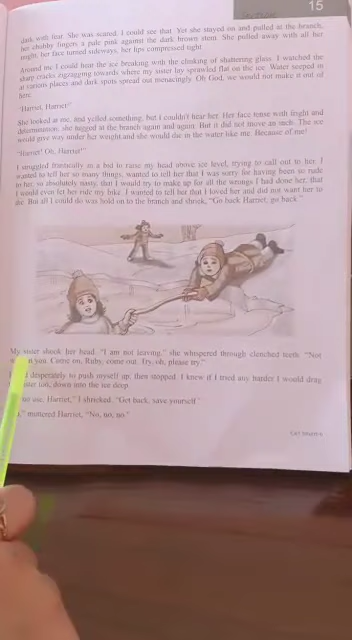 15
dark with fear. She was scared, I could see that. Yet she stayed on and pulled at the branch,
her chubby fingers a pale pink against the dark brown stem. She pulled away with all her
might, her face turned sideways, her lips compressed tight.
Around me I could hear the ice breaking with the clinking of shattering glass. I watched the
sharp cracks zigzagging towards where my sister lay sprawled flat on the ice. Water seeped in
at various places and dark spots spread out menacingly. Oh God, we would not make it out of
here.
"Harriet, Harriet!"
She looked at me, and yelled something, but I couldn't hear her. Her face tense with fright and
determination, she tugged at the branch again and again. But it did not move an inch. The ice
would give way under her weight and she would die in the water like me. Because of me!
"Harriet! Oh, Harriet!"
I struggled frantically in a bid to raise my head above ice level, trying to call out to her. I
wanted to tell her so many things, wanted to tell her that I was sorry for having been so rude
to her, so absolutely nasty, that I would try to make up for all the wrongs I had done her, that
I would even let her ride my bike. I wanted to tell her that I loved her and did not want her to
die. But all I could do was hold on to the branch and shriek, "Go back Harriet, go back."
My sister shook her head. "I am not leaving," she whispered through clenched teeth. "Not
you. Come on, Ruby, come out. Try, oh, please try."
desperately to push myself up, then stopped. I knew if I tried any harder I would drag
too, down into the ice deep.
use, Harriet," I shrieked. "Get back, save yourself."
muttered Harriet, "No, no, no."